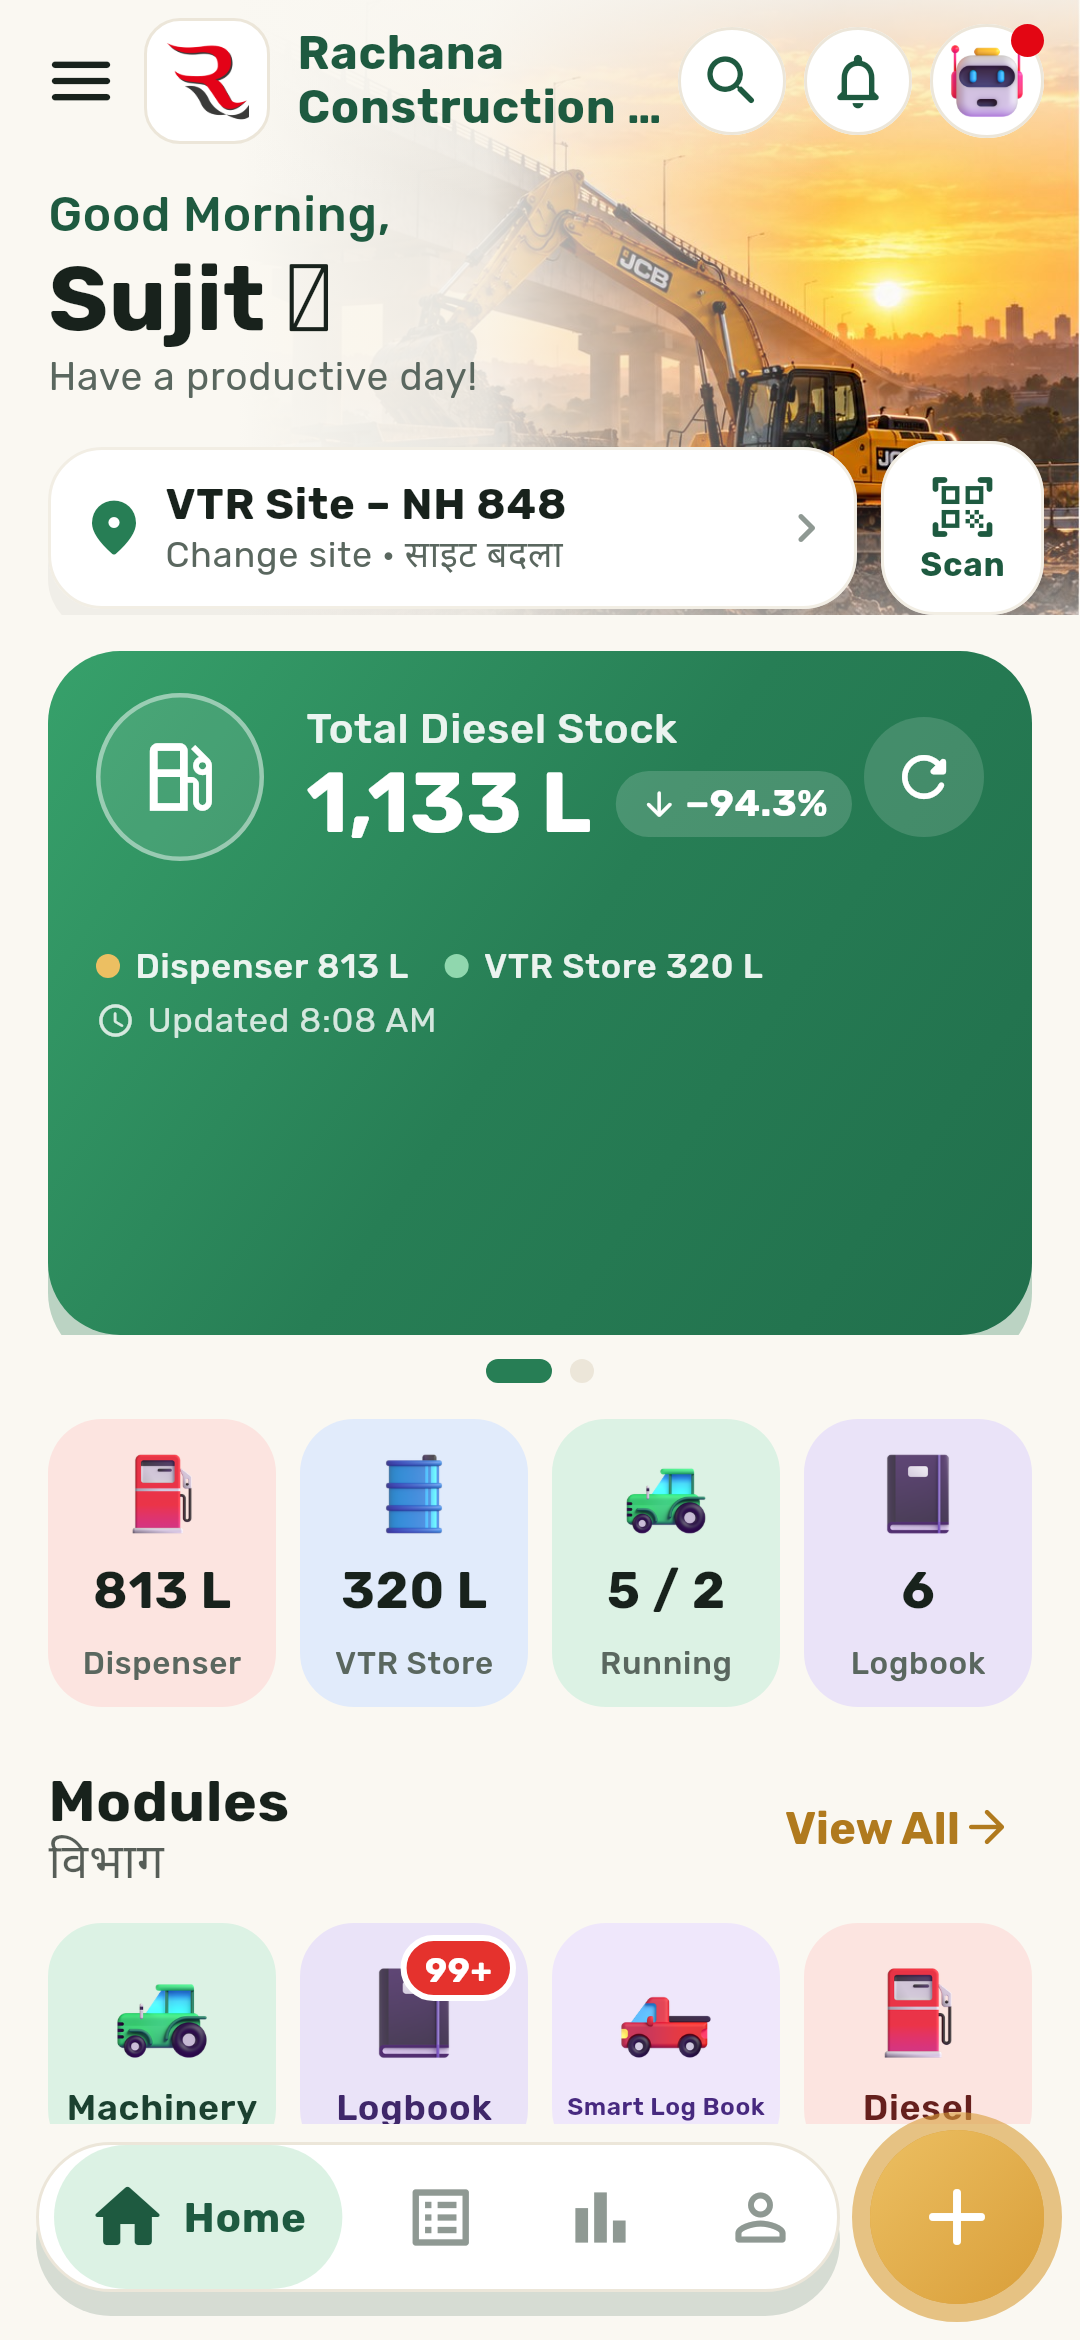 Rachana
Construction ...
Good Morning,
Sujit
Have a productive day!
JCB
JCB
VTR Site – NH 848
Change site • साइट बदला
Scan
Total Diesel Stock
1,133 L
↓ –94.3%
Dispenser 813 L
VTR Store 320 L
Updated 8:08 AM
813 L
Dispenser
320 L
VTR Store
5 / 2
Running
6
Logbook
Modules
विभाग
View All →
Machinery
99+
Logbook
Smart Log Book
Diesel
Home